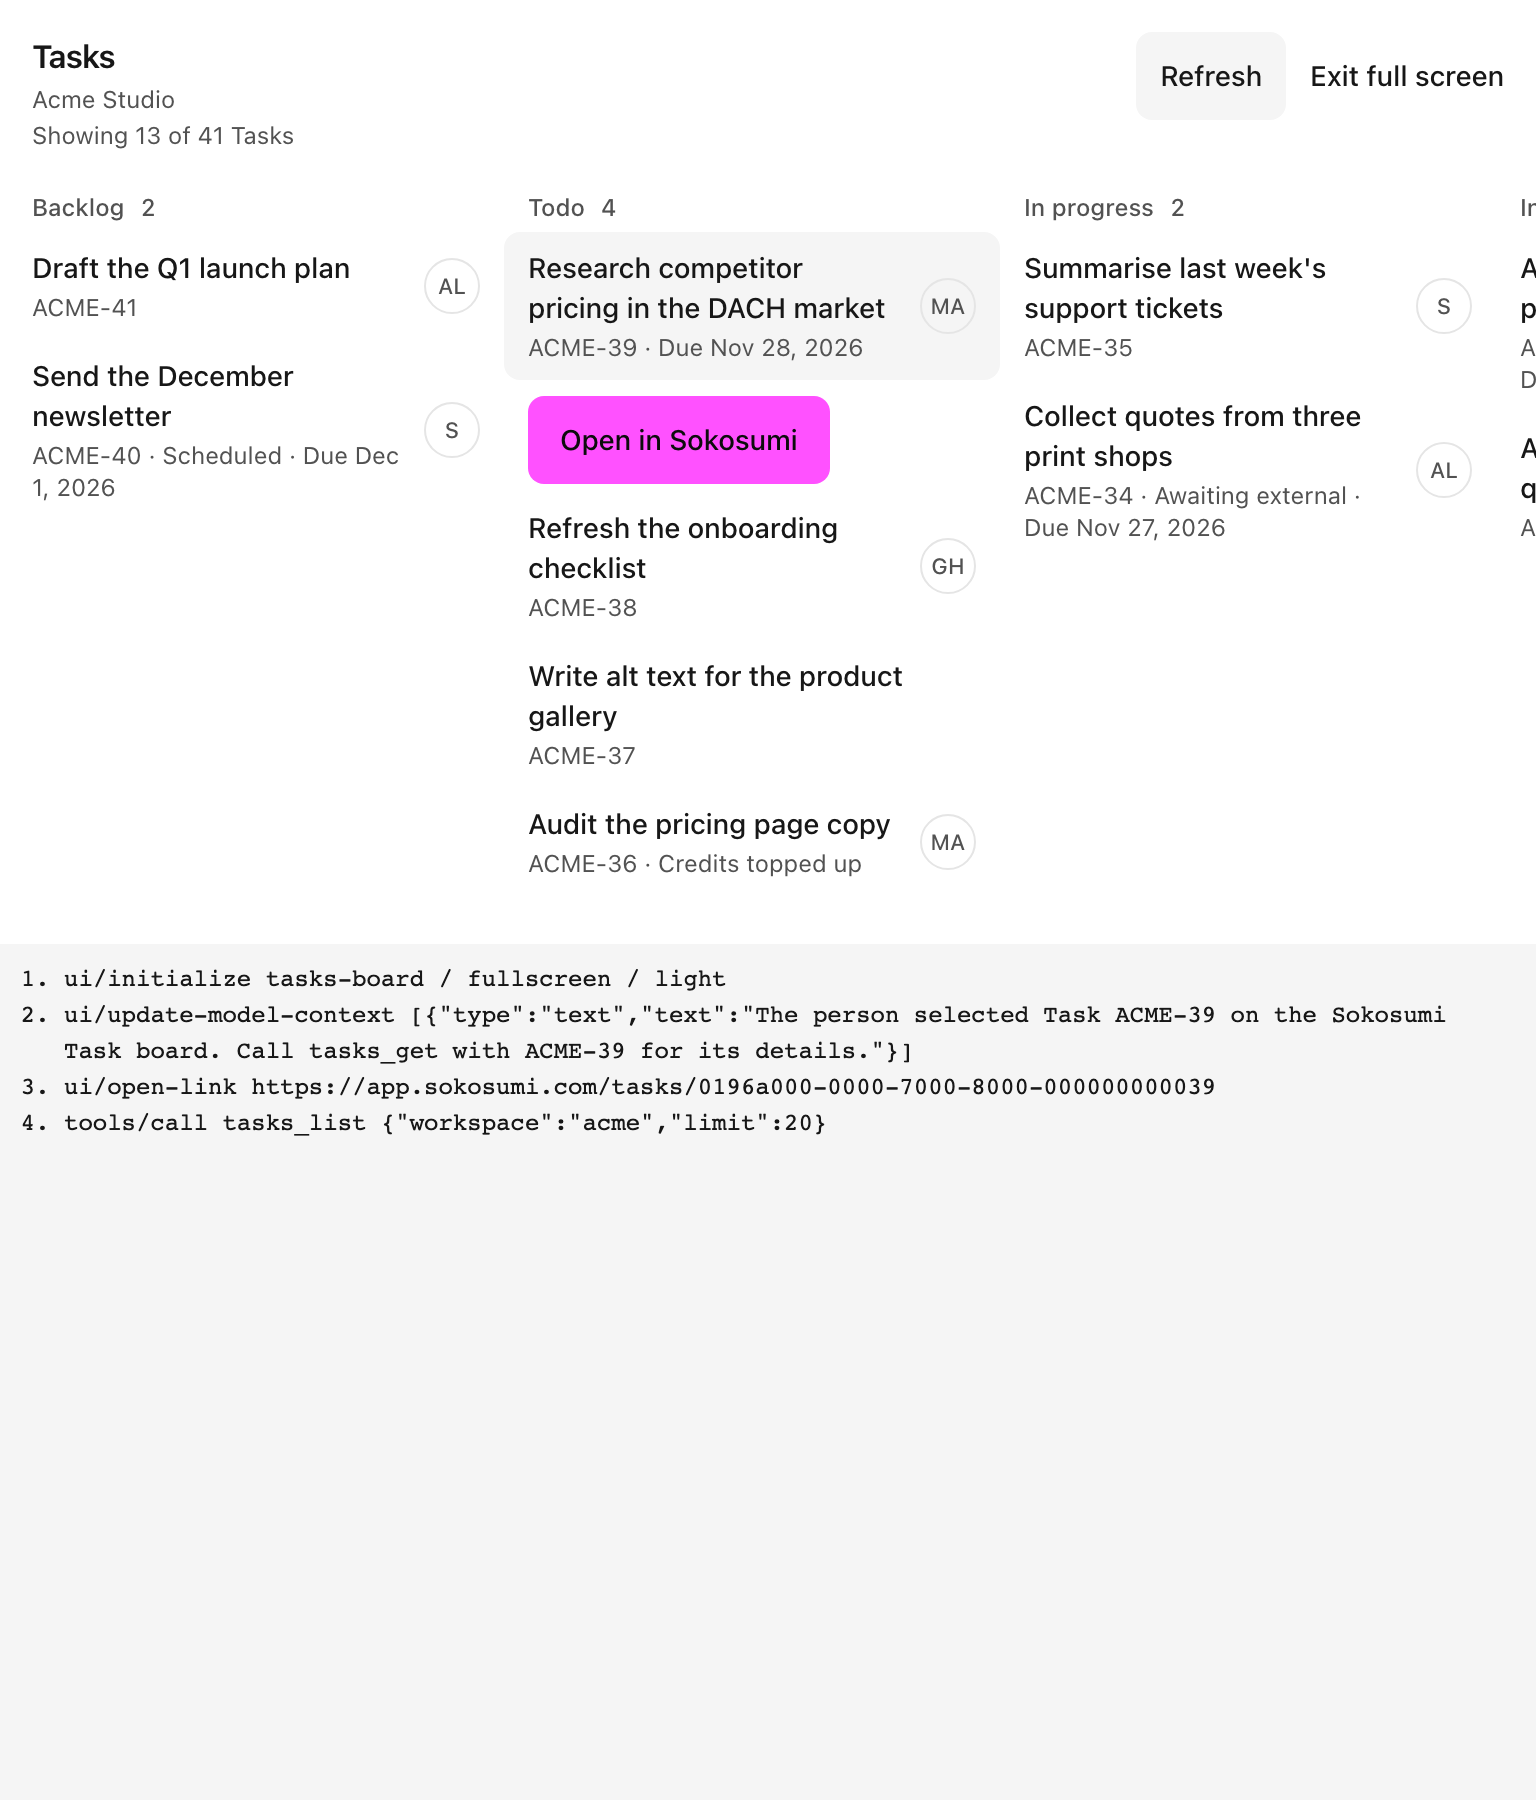 Tasks
Acme Studio
Showing 13 of 41 Tasks
Refresh
Exit full screen
Backlog 2
Draft the Q1 launch plan
ACME-41
AL
Send the December
newsletter
ACME-40 · Scheduled · Due Dec
1, 2026
S
Todo 4
Research competitor
pricing in the DACH market
ACME-39 · Due Nov 28, 2026
MA
Open in Sokosumi
Refresh the onboarding
checklist
ACME-38
GH
Write alt text for the product
gallery
ACME-37
Audit the pricing page copy
ACME-36 · Credits topped up
MA
In progress 2
Summarise last week's
support tickets
ACME-35
S
Collect quotes from three
print shops
ACME-34 · Awaiting external ·
Due Nov 27, 2026
AL
1. ui/initialize tasks-board / fullscreen / light
2. ui/update-model-context [{"type":"text","text":"The person selected Task ACME-39 on the Sokosumi
Task board. Call tasks_get with ACME-39 for its details."}]
3. ui/open-link https://app.sokosumi.com/tasks/0196a000-0000-7000-8000-000000000039
4. tools/call tasks_list {"workspace":"acme","limit":20}